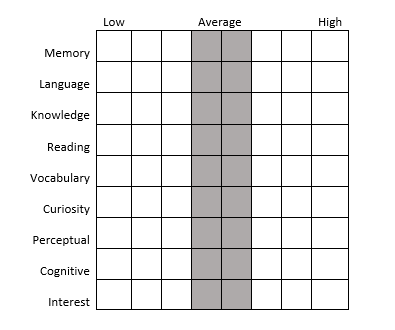 Low Average High
Memory
Language
Knowledge
Reading
Vocabulary
Curiosity
Perceptual
Cognitive
Interest